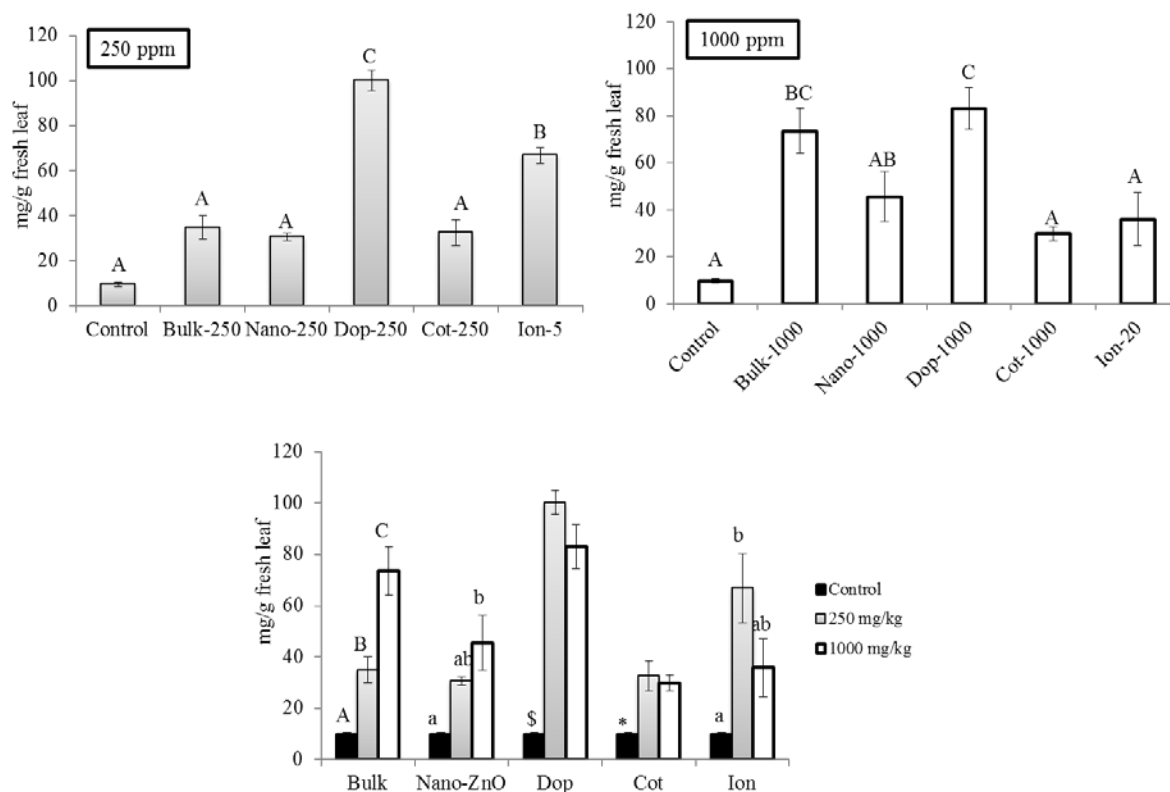 250 ppm
mg/g fresh leaf
120
100
80
60
40
20
0
A
A
A
C
A
B
Control Bulk-250 Nano-250 Dop-250 Cot-250 Ion-5
1000 ppm
mg/g fresh leaf
120
100
80
60
40
20
0
A
BC
AB
C
A
A
Control Bulk-1000 Nano-1000 Dop-1000 Cot-1000 Ion-20
mg/g fresh leaf
120
100
80
60
40
20
0
A
B
C
a
ab
b
$
*
a
b
ab
Bulk Nano-ZnO Dop Cot Ion
Control
250 mg/kg
1000 mg/kg